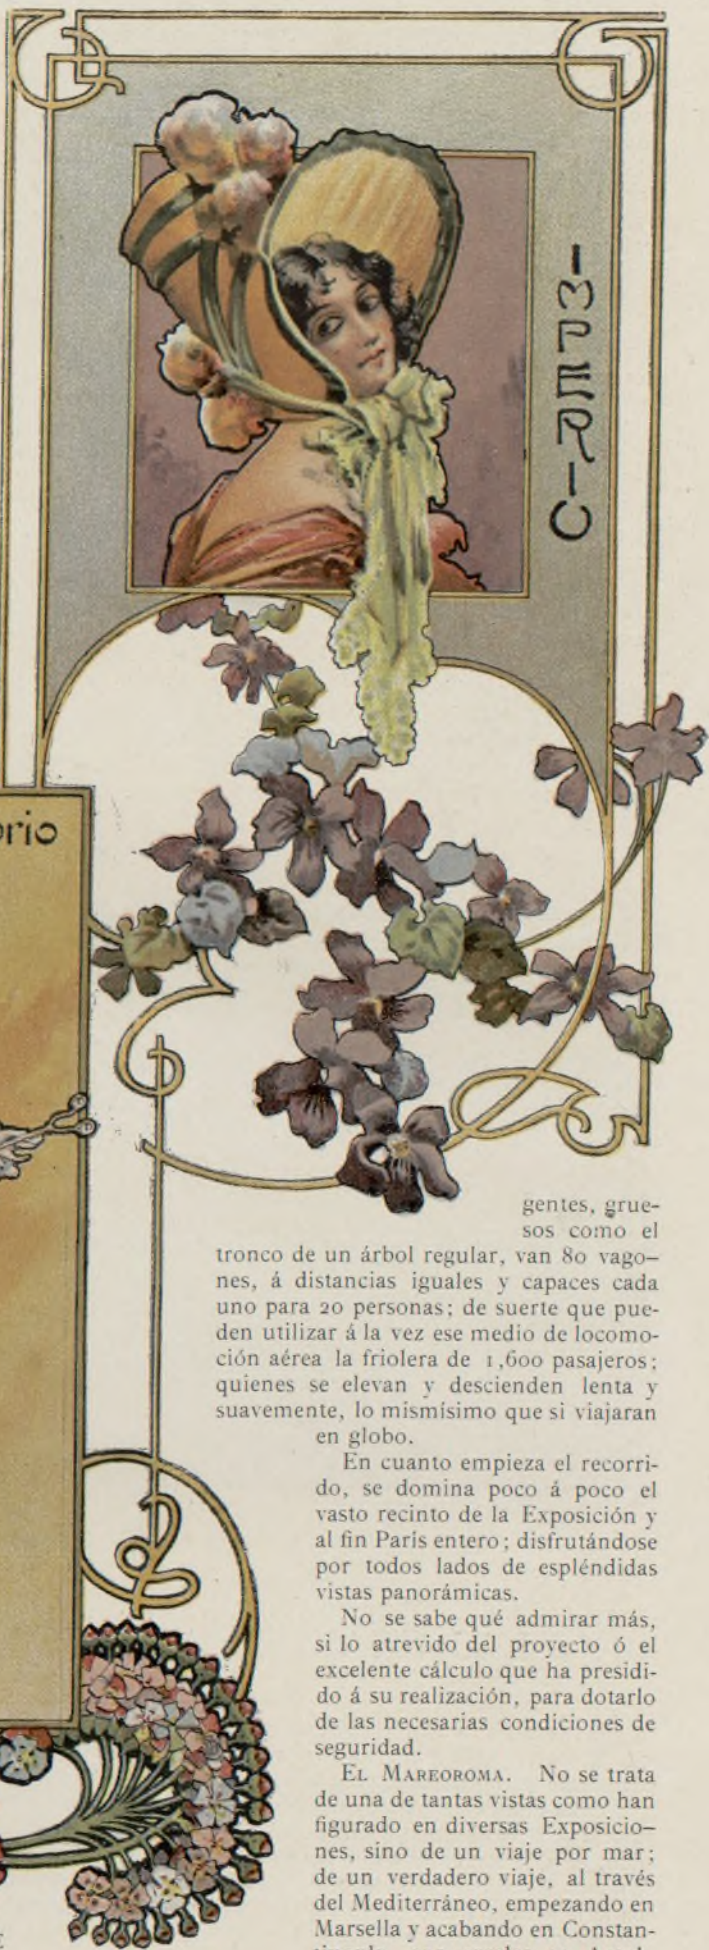 IMPERIO
orio
gentes, grue-
sos como el
tronco de un árbol regular, van 80 vago-
nes, á distancias iguales y capaces cada
uno para 20 personas; de suerte que pue-
den utilizar á la vez ese medio de locomo-
ción aérea la friolera de 1,600 pasajeros;
quienes se elevan y descienden lenta y
suavemente, lo mismísimo que si viajaran
en globo.
En cuanto empieza el recorri-
do, se domina poco á poco el
vasto recinto de la Exposición y
al fin París entero; disfrutándose
por todos lados de espléndidas
vistas panorámicas.
No se sabe qué admirar más,
si lo atrevido del proyecto ó el
excelente cálculo que ha presidi-
do á su realización, para dotarlo
de las necesarias condiciones de
seguridad.
EL MAREOROMA. No se trata
de una de tantas vistas como han
figurado en diversas Exposicio-
nes, sino de un viaje por mar;
de un verdadero viaje, al través
del Mediterráneo, empezando en
Marsella y acabando en Constan-